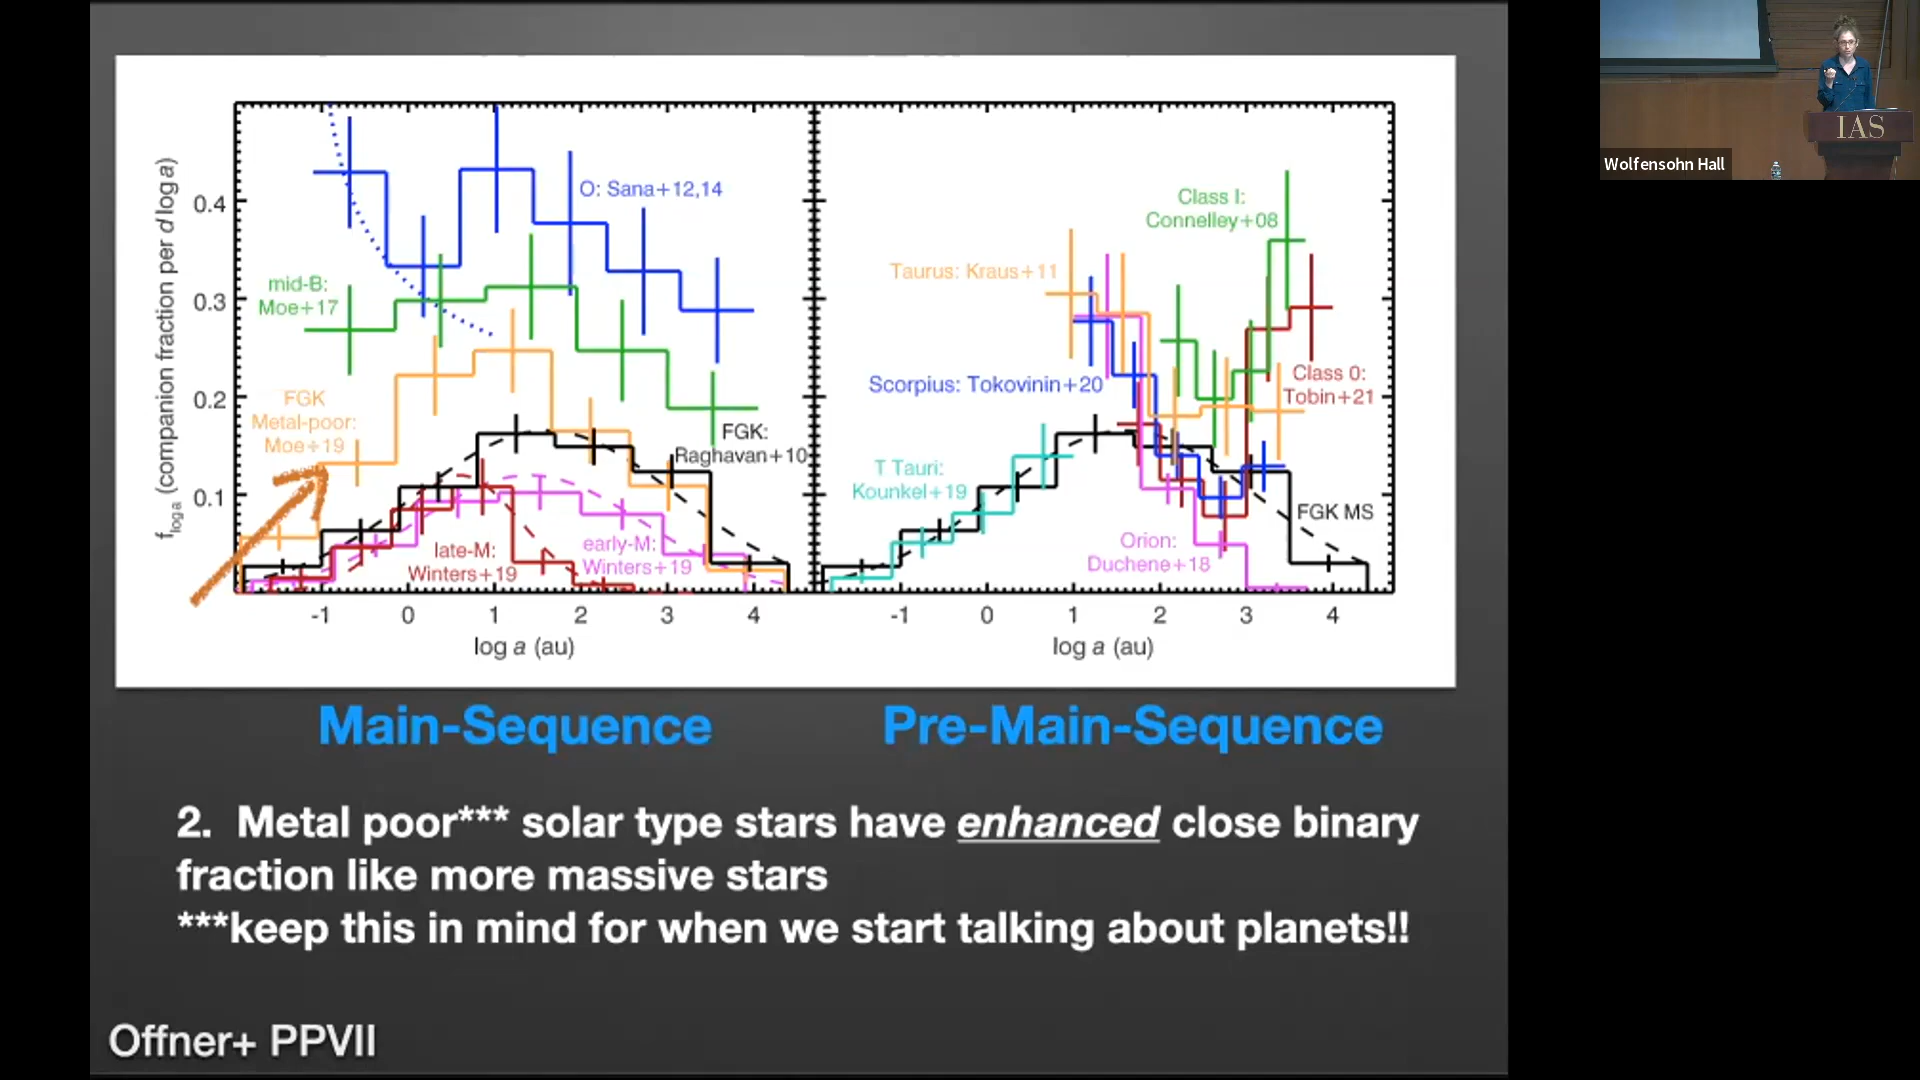 f_log a (companion fraction per d log a)
0.4
0.3
0.2
0.1
O: Sana+12,14
mid-B:
Moe+17
FGK
Metal-poor:
Moe+19
FGK:
Raghavan+10
late-M:
Winters+19
early-M:
Winters+19
-1 0 1 2 3 4
log a (au)
Class I:
Connelley+08
Taurus: Kraus+11
Scorpius: Tokovinin+20
Class 0:
Tobin+21
T Tauri:
Kounkel+19
FGK MS
Orion:
Duchene+18
-1 0 1 2 3 4
log a (au)
Main-Sequence
Pre-Main-Sequence
2. Metal poor*** solar type stars have enhanced close binary
fraction like more massive stars
***keep this in mind for when we start talking about planets!!
Offner+ PPVII
IAS
Wolfensohn Hall